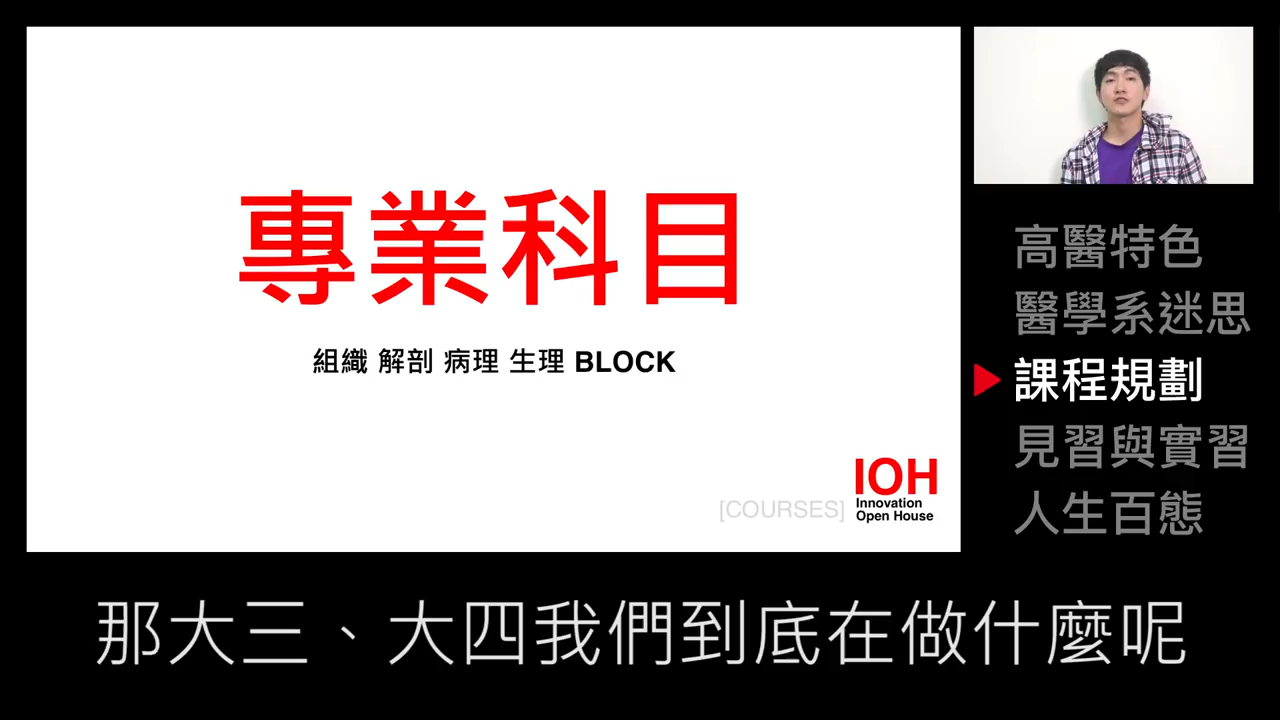 專業科目
組織 解剖 病理 生理 BLOCK
[COURSES]
IOH
Innovation
Open House
高醫特色
醫學系迷思
課程規劃
見習與實習
人生百態
那大三、大四我們到底在做什麼呢